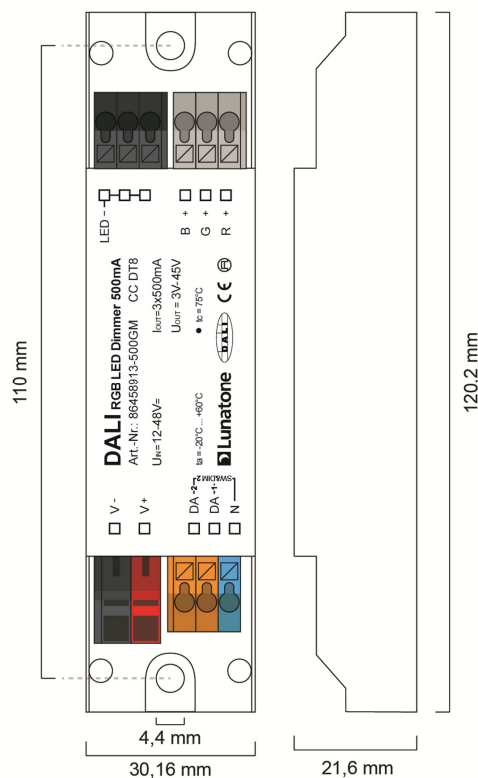 110 mm
120.2 mm
LED -
B +
G +
R +
DALI RGB LED Dimmer 500mA
Art.-Nr.: 86458913-500GM CC DT8
UIN=12-48V= IOUT=3x500mA
UOUT = 3V-45V
ta = -20°C ... +60°C ● tc = 75°C
Lunatone DALI CE
V -
V +
DA -2
DA -1
N
SW&DIM 2
4,4 mm
30,16 mm
21,6 mm